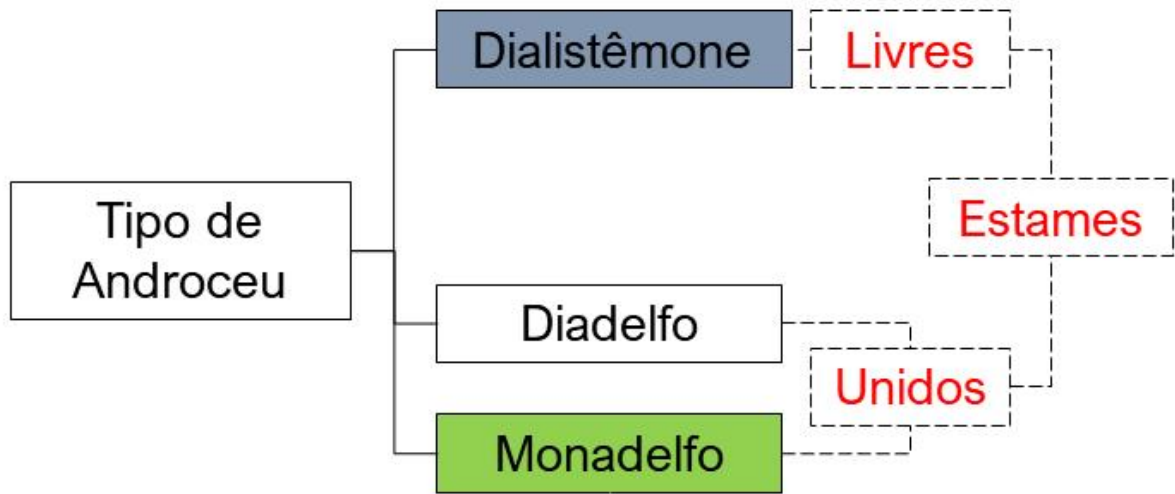 Dialistêmone
Livres
Tipo de
Androceu
Estames
Diadelfo
Unidos
Monadelfo